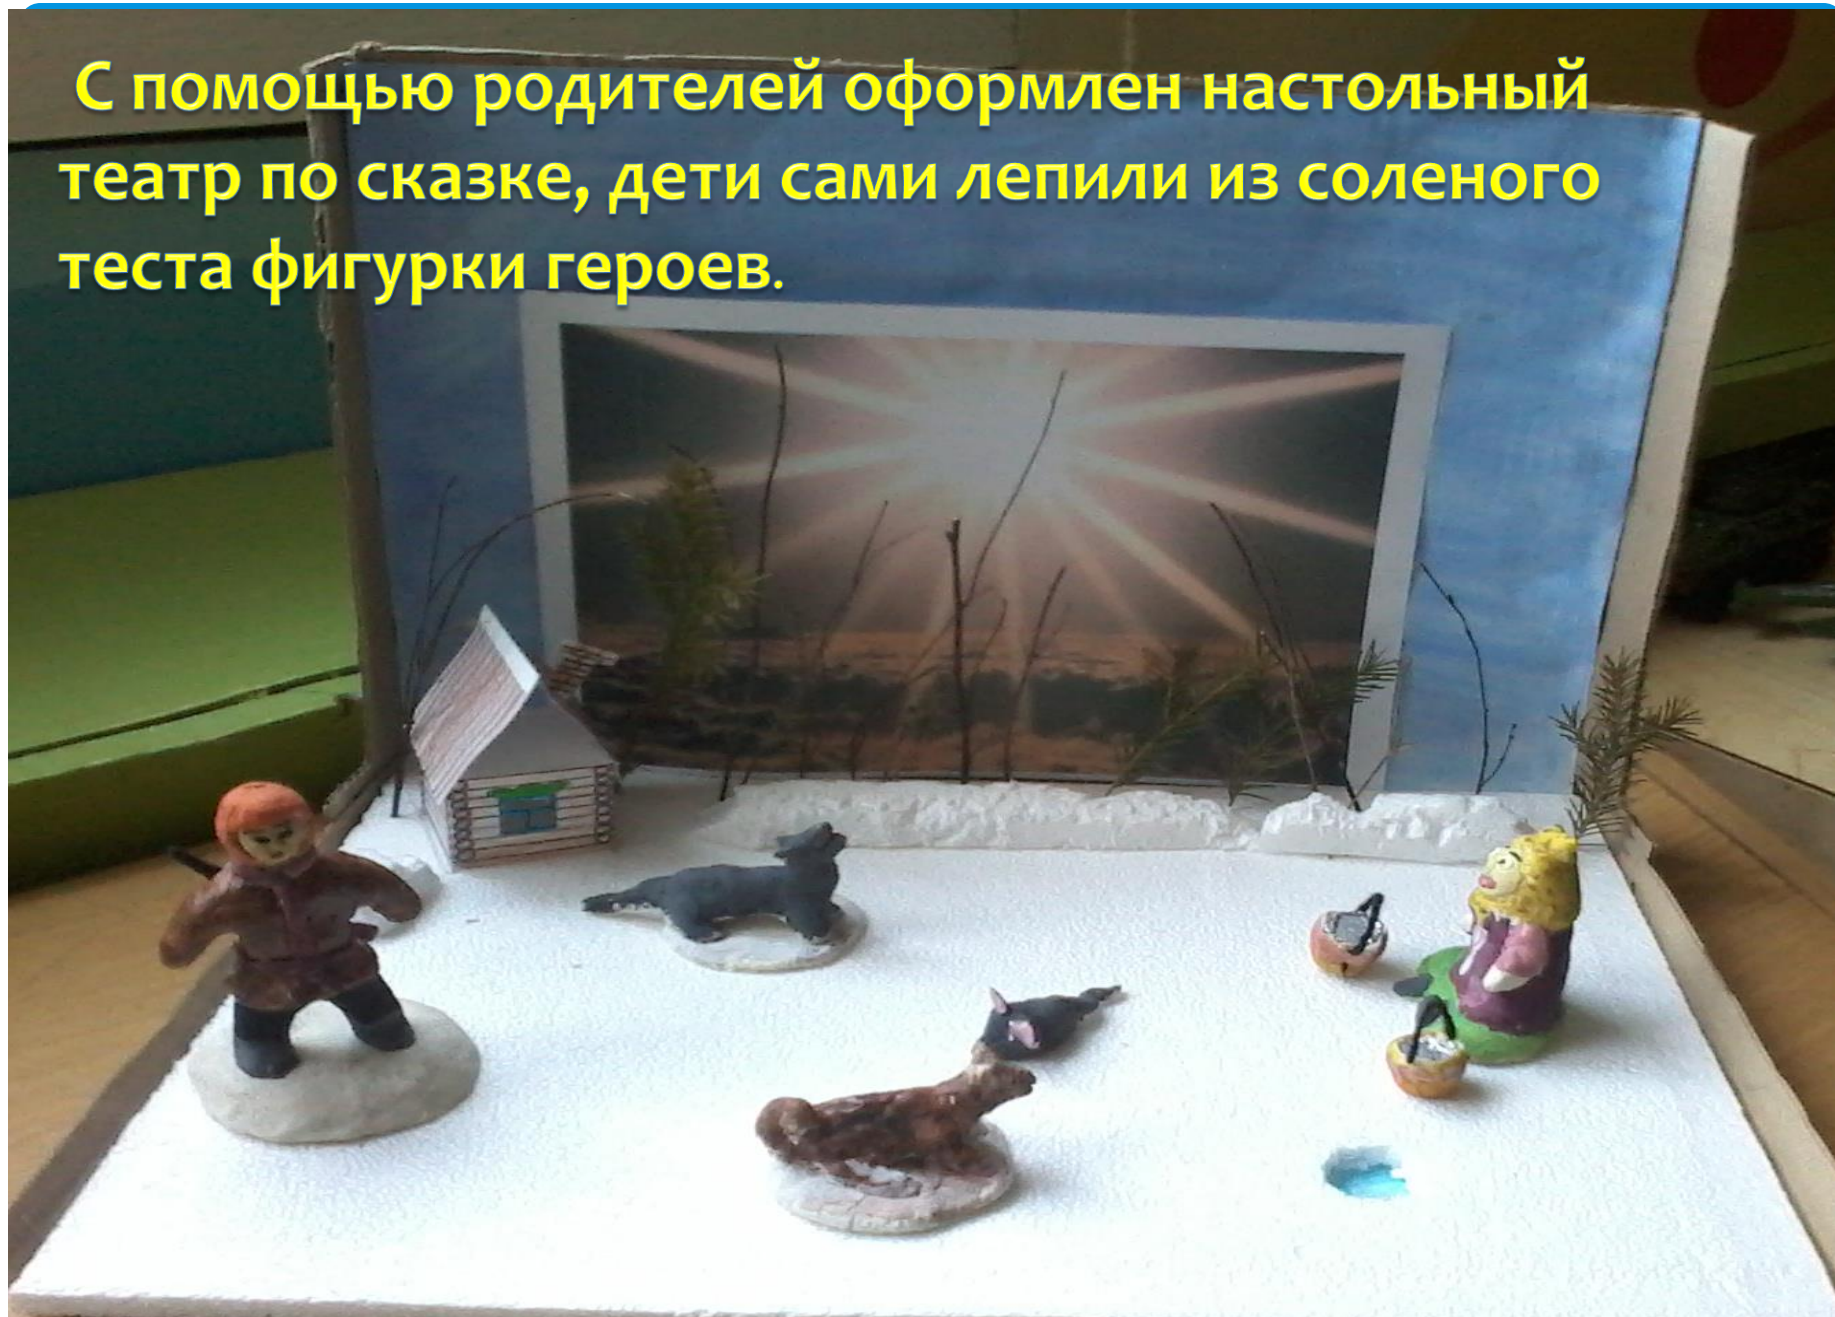 С помощью родителей оформлен настольный
театр по сказке, дети сами лепили из соленого
теста фигурки героев.